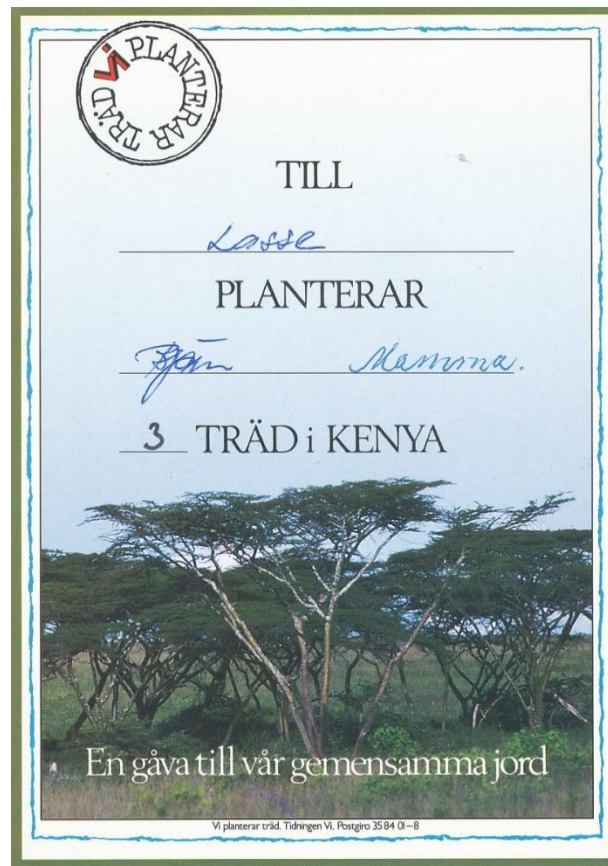 Vi PLANTERAR TRÄD
TILL
Lasse
PLANTERAR
Björn Mamma.
3 TRÄD i KENYA
En gåva till vår gemensamma jord
Vi planterar träd. Tidningen Vi. Postgiro 35 84 01–8